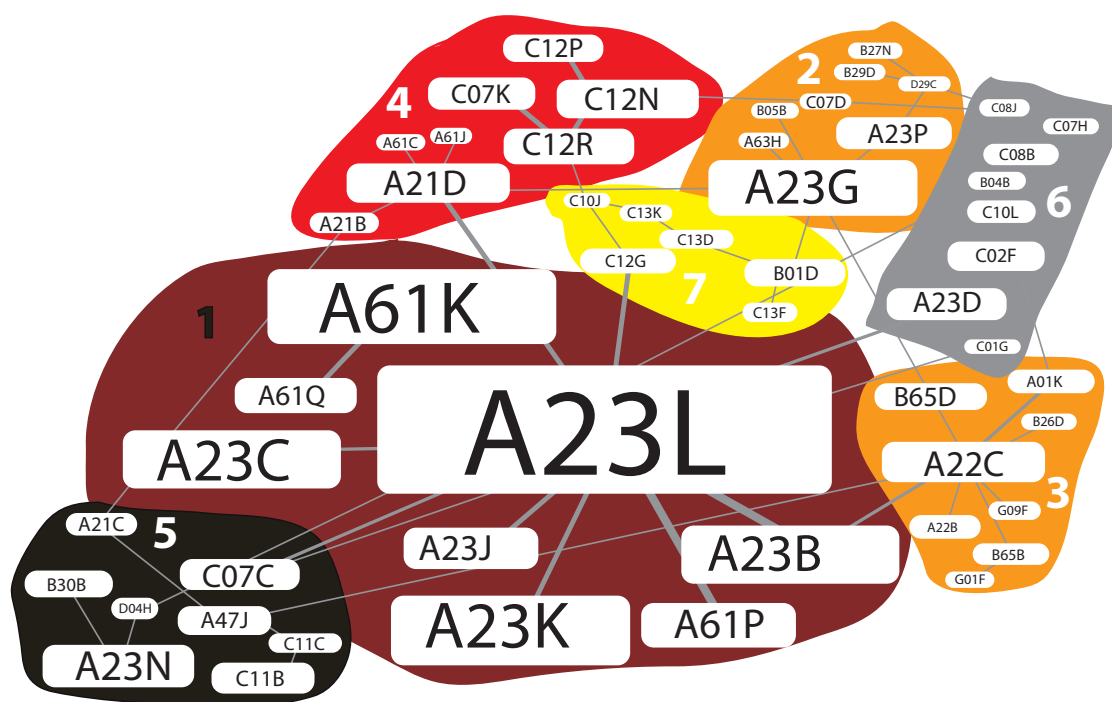 C12P
C07K
C12N
4
A61C
A61J
C12R
A21D
A21B
B27N
2
B29D
D29C
C07D
B05B
A63H
A23P
A23G
C08J
C07H
C08B
B04B
C10L
6
C02F
A23D
C01G
C10J
C13K
C13D
C12G
B01D
7
C13F
1
A61K
A61Q
A23L
A23C
A23J
A23B
A23K
A61P
B65D
A01K
B26D
A22C
3
G09F
A22B
B65B
G01F
A21C
5
C07C
B30B
D04H
A47J
C11C
A23N
C11B